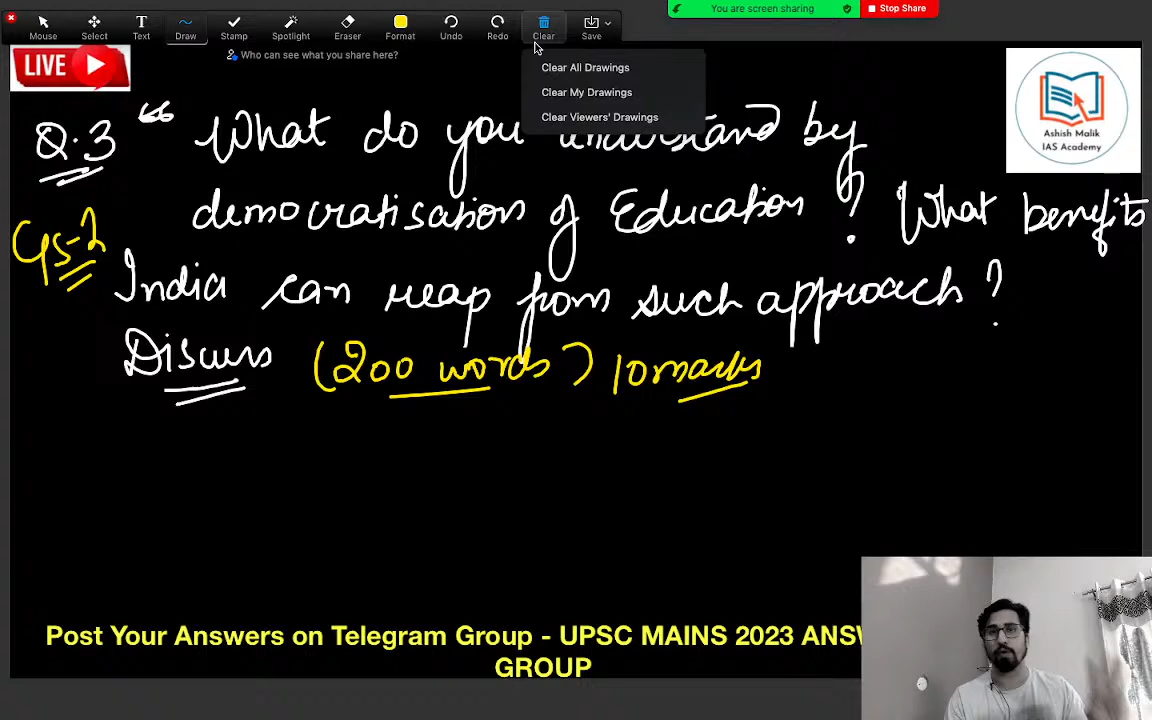 You are screen sharing
Stop Share
Mouse Select Text Draw Stamp Spotlight Eraser Format Undo Redo Clear Save
Who can see what you share here?
Clear All Drawings
Clear My Drawings
Clear Viewers' Drawings
LIVE
Ashish Malik
IAS Academy
Q.3 “ What do you understand by
democratisation of Education ? What benefits
GS-2
India can reap from such approach ?
Discuss (200 words) 10 marks
Post Your Answers on Telegram Group - UPSC MAINS 2023 ANSW
GROUP